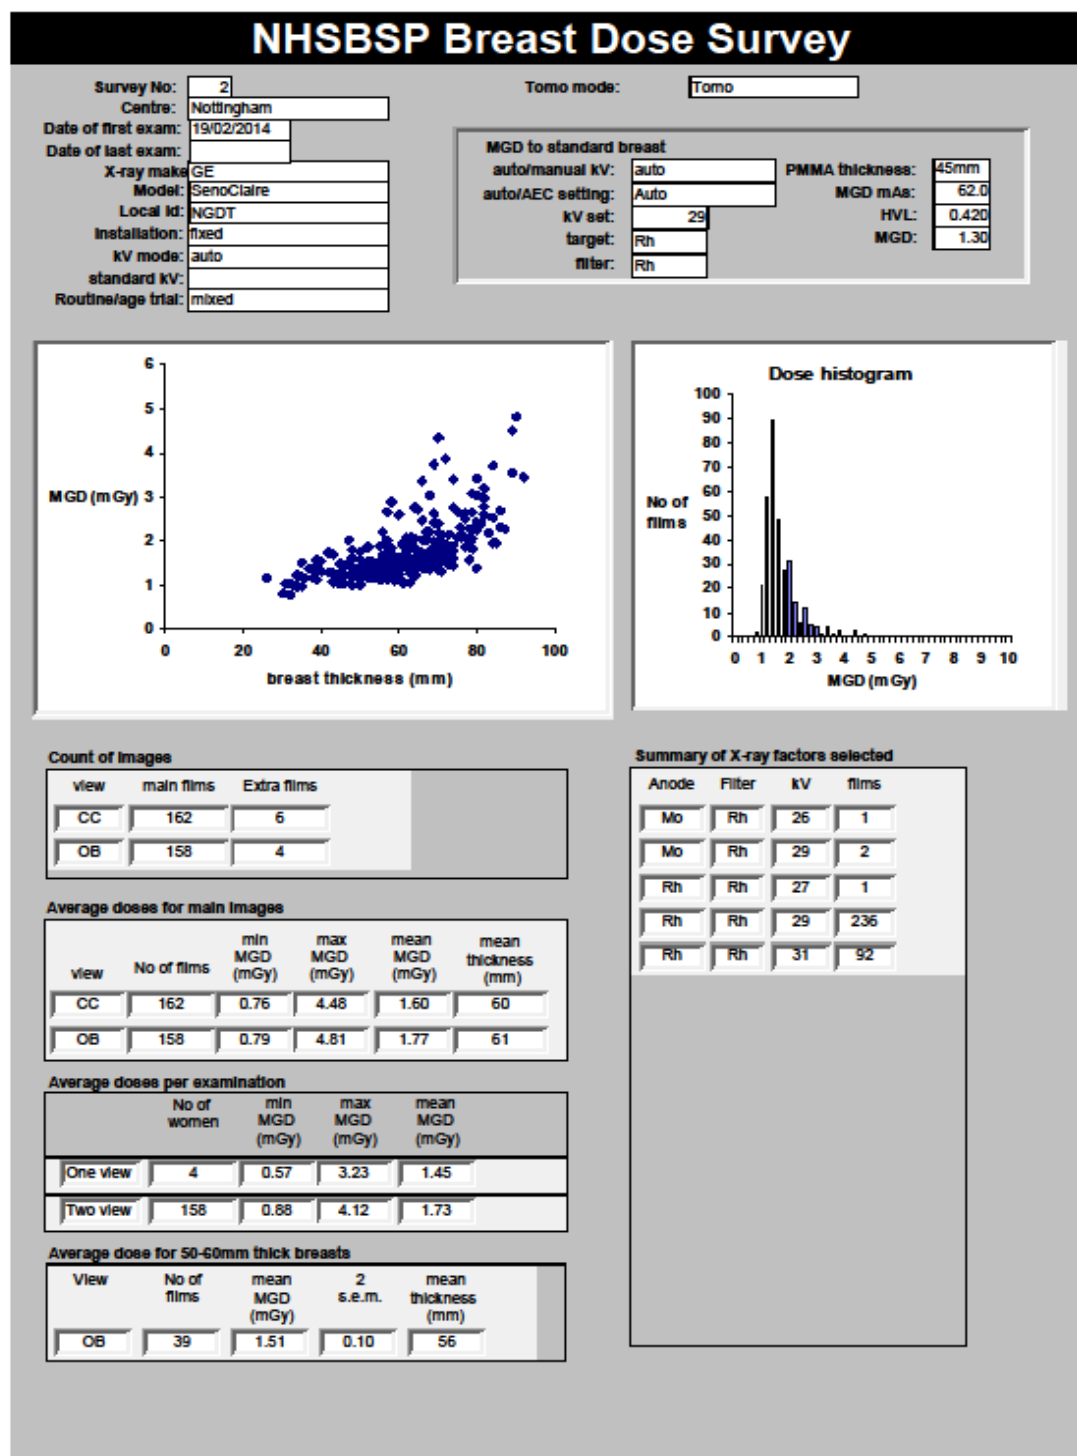 NHSBSP Breast Dose Survey
Survey No: 2
Centre: Nottingham
Date of first exam: 19/02/2014
Date of last exam:
X-ray make GE
Model: SenoClaire
Local Id: NGDT
Installation: fixed
kV mode: auto
standard kV:
Routine/age trial: mixed
Tomo mode: Tomo
MGD to standard breast
auto/manual kV: auto PMMA thickness: 45mm
auto/AEC setting: Auto MGD mAs: 62.0
kV set: 29 HVL: 0.420
target: Rh MGD: 1.30
filter: Rh
6
5
4
MGD (mGy) 3
2
1
0
0 20 40 60 80 100
breast thickness (mm)
Dose histogram
100
90
80
70
No of 60
films 50
40
30
20
10
0
0 1 2 3 4 5 6 7 8 9 10
MGD (mGy)
Count of Images
view main films Extra films
CC 162 6
OB 158 4
Average doses for main Images
view No of films min MGD (mGy) max MGD (mGy) mean MGD (mGy) mean thickness (mm)
CC 162 0.76 4.48 1.60 60
OB 158 0.79 4.81 1.77 61
Average doses per examination
No of women min MGD (mGy) max MGD (mGy) mean MGD (mGy)
One view 4 0.57 3.23 1.45
Two view 158 0.88 4.12 1.73
Average dose for 50-60mm thick breasts
View No of films mean MGD (mGy) 2 s.e.m. mean thickness (mm)
OB 39 1.51 0.10 56
Summary of X-ray factors selected
Anode Filter kV films
Mo Rh 26 1
Mo Rh 29 2
Rh Rh 27 1
Rh Rh 29 236
Rh Rh 31 92